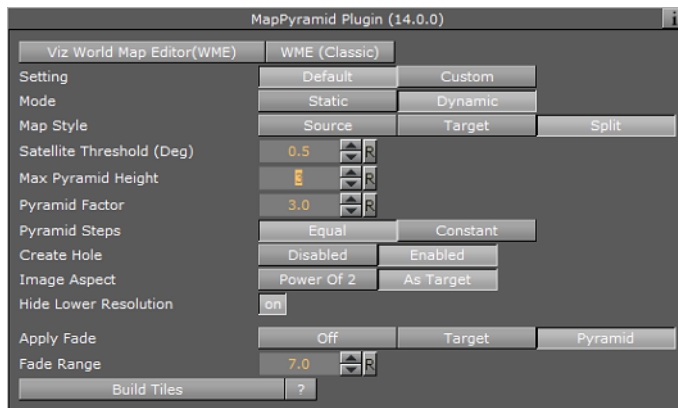 MapPyramid Plugin (14.0.0) i
Viz World Map Editor(WME) WME (Classic)
Setting Default Custom
Mode Static Dynamic
Map Style Source Target Split
Satellite Threshold (Deg) 0.5 R
Max Pyramid Height 3 R
Pyramid Factor 3.0 R
Pyramid Steps Equal Constant
Create Hole Disabled Enabled
Image Aspect Power Of 2 As Target
Hide Lower Resolution on
Apply Fade Off Target Pyramid
Fade Range 7.0 R
Build Tiles ?